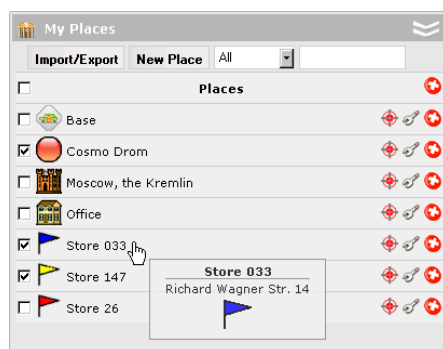 My Places
Import/Export New Place All
Places
Base
Cosmo Drom
Moscow, the Kremlin
Office
Store 033
Store 147
Store 26
Store 033
Richard Wagner Str. 14